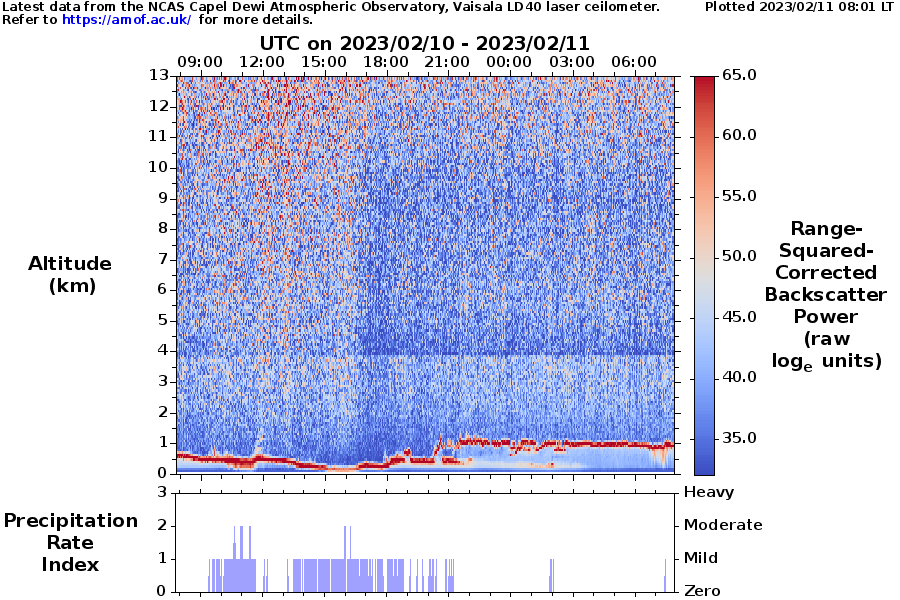 Latest data from the NCAS Capel Dewi Atmospheric Observatory, Vaisala LD40 laser ceilometer. Plotted 2023/02/11 08:01 LT
Refer to https://amof.ac.uk/ for more details.
UTC on 2023/02/10 - 2023/02/11
09:00 12:00 15:00 18:00 21:00 00:00 03:00 06:00
13
12
11
10
9
8
7
6
5
4
3
2
1
0
Altitude
(km)
65.0
60.0
55.0
50.0
45.0
40.0
35.0
Range-
Squared-
Corrected
Backscatter
Power
(raw
logₑ units)
3 Heavy
2 Moderate
1 Mild
0 Zero
Precipitation
Rate
Index